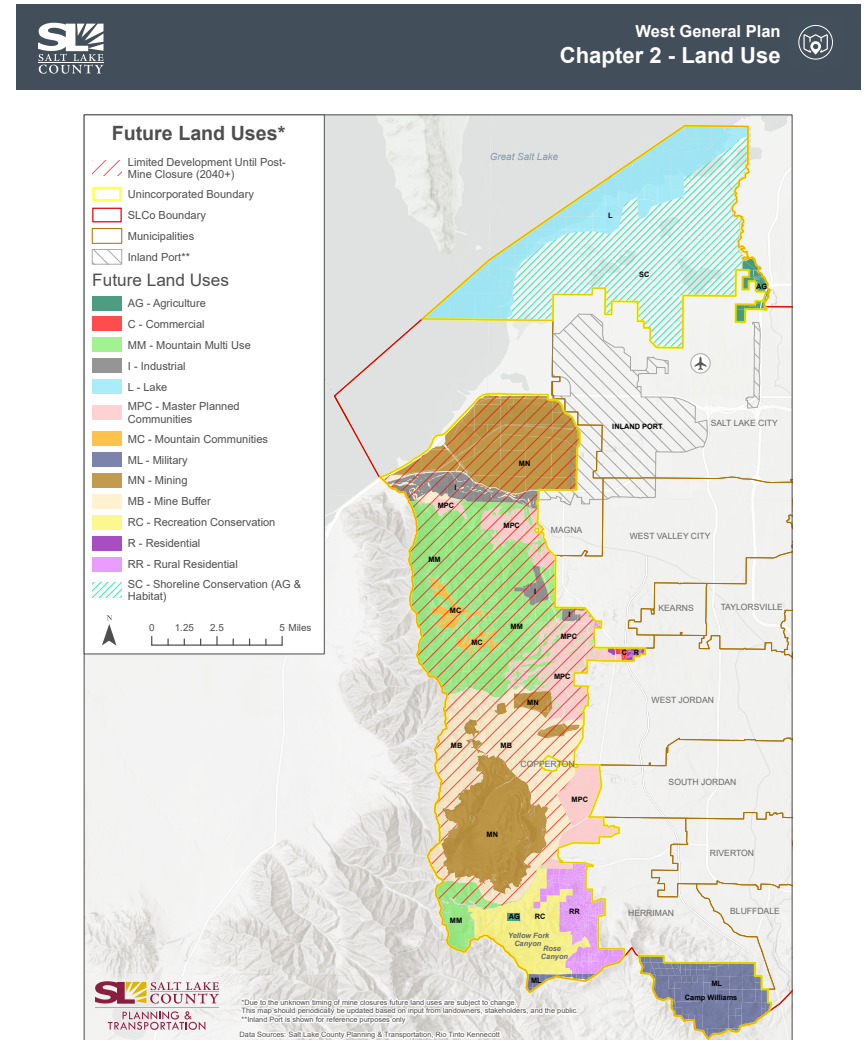 SL
SALT LAKE
COUNTY
West General Plan
Chapter 2 - Land Use
Future Land Uses*
Limited Development Until Post-
Mine Closure (2040+)
Unincorporated Boundary
SLCo Boundary
Municipalities
Inland Port**
Future Land Uses
AG - Agriculture
C - Commercial
MM - Mountain Multi Use
I - Industrial
L - Lake
MPC - Master Planned
Communities
MC - Mountain Communities
ML - Military
MN - Mining
MB - Mine Buffer
RC - Recreation Conservation
R - Residential
RR - Rural Residential
SC - Shoreline Conservation (AG &
Habitat)
N
0 1.25 2.5 5 Miles
Great Salt Lake
L
SC
AG
INLAND PORT
SALT LAKE CITY
MN
I
MPC
MPC
MAGNA
WEST VALLEY CITY
MM
I
MC
I
KEARNS
TAYLORSVILLE
MM
MPC
MC
C R
MPC
MN
WEST JORDAN
MB
MB
COPPERTON
SOUTH JORDAN
MPC
MN
RIVERTON
MM
AG
RC
RR
HERRIMAN
BLUFFDALE
Yellow Fork
Canyon
Rose
Canyon
ML
ML
Camp Williams
SL
SALT LAKE
COUNTY
PLANNING &
TRANSPORTATION
*Due to the unknown timing of mine closures future land uses are subject to change.
This map should periodically be updated based on input from landowners, stakeholders, and the public.
**Inland Port is shown for reference purposes only
Data Sources: Salt Lake County Planning & Transportation, Rio Tinto Kennecott